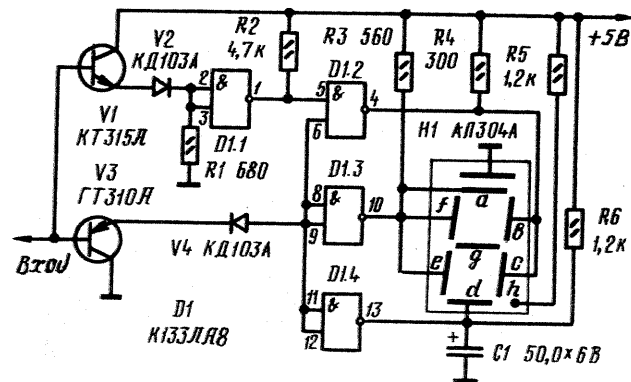 R2
4,7к
V2
КД103А
R3 560
R4
300
R5
1,2к
+5В
2
&
3
1
D1.1
D1.2
5
&
6
4
V1
КТ315А
R1 680
Н1 АЛ304А
V3
ГТ310А
D1.3
8
&
9
10
a
f
в
g
e
c
d
h
R6
1,2к
V4 КД103А
Вход
D1.4
11
&
12
13
D1
К133ЛА8
+
С1 50,0×6В